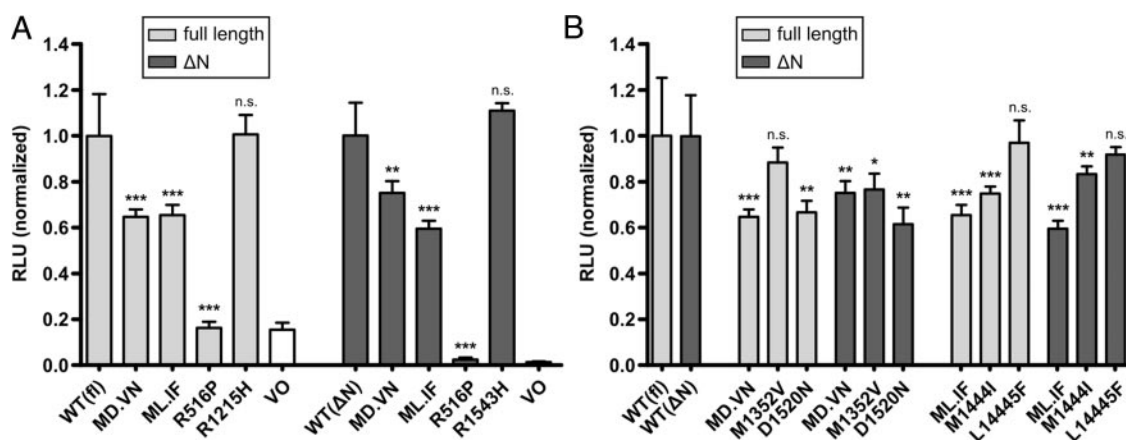 A
full length
ΔN
RLU (normalized)
1.4
1.2
1.0
0.8
0.6
0.4
0.2
0.0
***
***
***
n.s.
**
***
***
n.s.
WT(fl)
MD.VN
ML.IF
R516P
R1215H
VO
WT(ΔN)
MD.VN
ML.IF
R516P
R1543H
VO
B
full length
ΔN
RLU (normalized)
1.4
1.2
1.0
0.8
0.6
0.4
0.2
0.0
***
n.s.
**
**
*
**
***
***
n.s.
***
**
n.s.
WT(fl)
WT(ΔN)
MD.VN
M1352V
D1520N
MD.VN
M1352V
D1520N
ML.IF
M1444I
L14445F
ML.IF
M1444I
L14445F